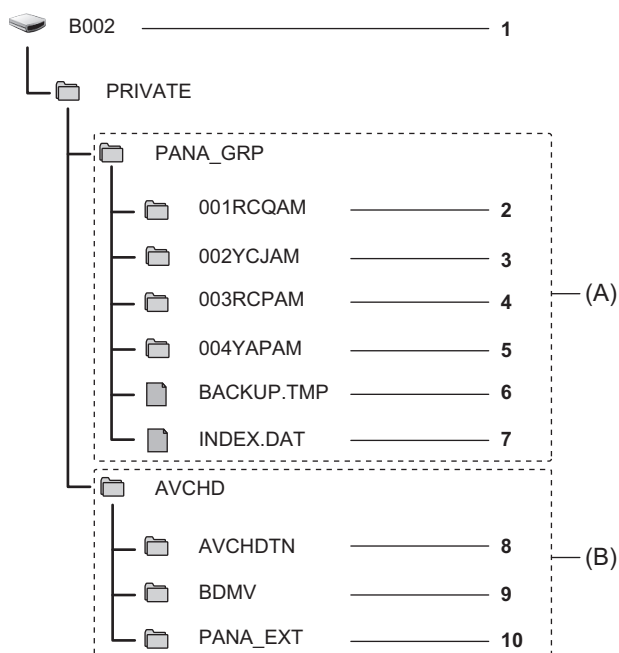 B002 1
PRIVATE
PANA_GRP
001RCQAM 2
002YCJAM 3
003RCPAM 4
(A)
004YAPAM 5
BACKUP.TMP 6
INDEX.DAT 7
AVCHD
AVCHDTN 8
(B)
BDMV 9
PANA_EXT 10